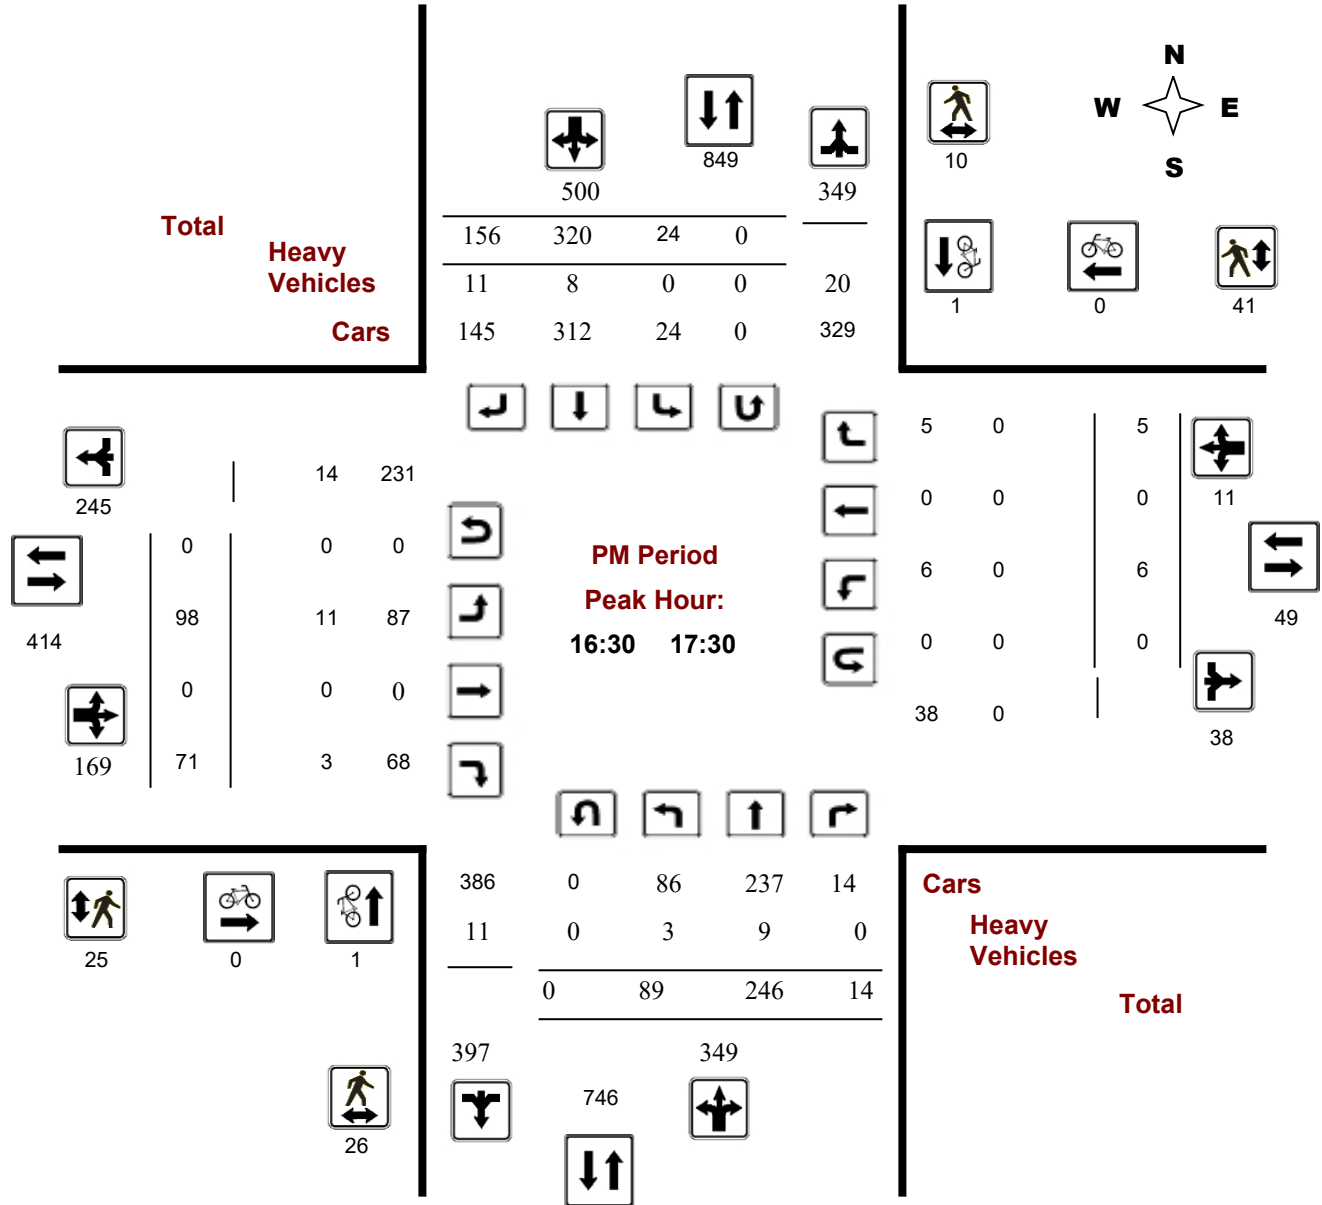 N
W E
S
849
10
500 349
Total 156 320 24 0
Heavy
Vehicles 11 8 0 0 20
1 0 41
Cars 145 312 24 0 329
5 0 5
14 231
245 0 0 0 11
0 0 0
PM Period
6 0 6
Peak Hour:
98 11 87 49
414 16:30 17:30 0 0 0
0 0 0
38 0
169 71 3 68 38
386 0 86 237 14 Cars
11 0 3 9 0 Heavy
Vehicles
25 0 1
0 89 246 14 Total
397 349
746
26